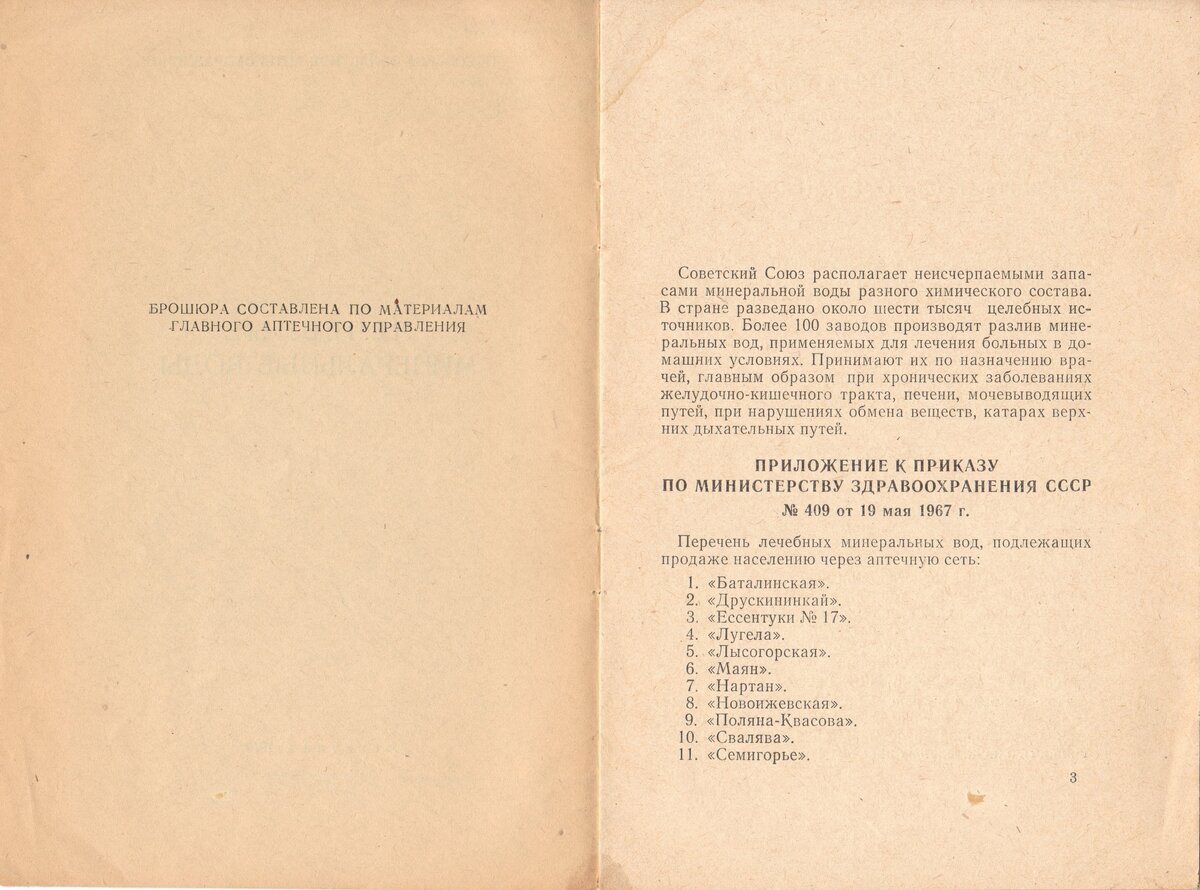 БРОШЮРА СОСТАВЛЕНА ПО МАТЕРИАЛАМ
ГЛАВНОГО АПТЕЧНОГО УПРАВЛЕНИЯ
Советский Союз располагает неисчерпаемыми запа-
сами минеральной воды разного химического состава.
В стране разведано около шести тысяч целебных ис-
точников. Более 100 заводов производят разлив мине-
ральных вод, применяемых для лечения больных в до-
машних условиях. Принимают их по назначению вра-
чей, главным образом при хронических заболеваниях
желудочно-кишечного тракта, печени, мочевыводящих
путей, при нарушениях обмена веществ, катарах верх-
них дыхательных путей.
ПРИЛОЖЕНИЕ К ПРИКАЗУ
ПО МИНИСТЕРСТВУ ЗДРАВООХРАНЕНИЯ СССР
№ 409 от 19 мая 1967 г.
Перечень лечебных минеральных вод, подлежащих
продаже населению через аптечную сеть:
1. «Баталинская».
2. «Друскининкай».
3. «Ессентуки № 17».
4. «Лугела».
5. «Лысогорская».
6. «Маян».
7. «Нартан».
8. «Новоижевская».
9. «Поляна-Квасова».
10. «Свалява».
11. «Семигорье».
3